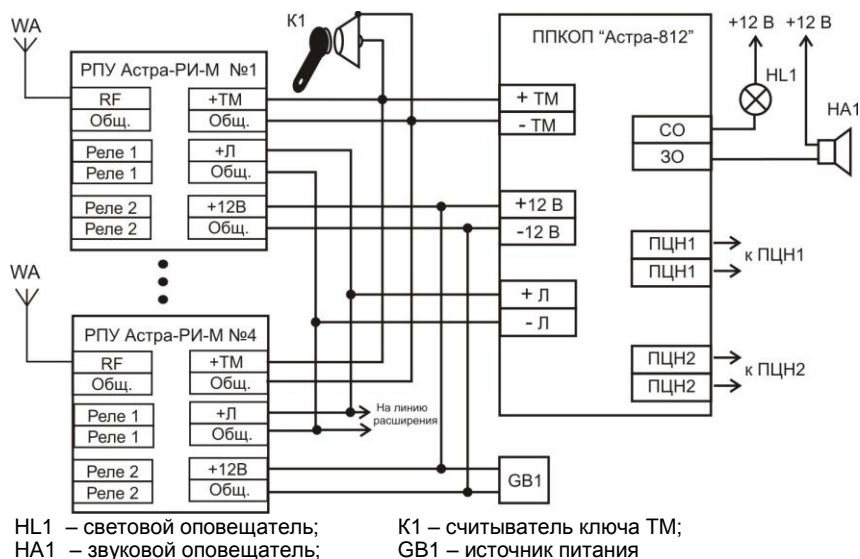 WA
K1
РПУ Астра-РИ-М №1
RF
Общ.
Реле 1
Реле 1
Реле 2
Реле 2
+ТМ
Общ.
+Л
Общ.
+12В
Общ.
ППКОП “Астра-812”
+ ТМ
- ТМ
+12 В
-12 В
+ Л
- Л
СО
ЗО
ПЦН1
ПЦН1
к ПЦН1
ПЦН2
ПЦН2
к ПЦН2
+12 В
+12 В
HL1
HA1
WA
РПУ Астра-РИ-М №4
RF
Общ.
Реле 1
Реле 1
Реле 2
Реле 2
+ТМ
Общ.
+Л
Общ.
+12В
Общ.
На линию
расширения
GB1
HL1 – световой оповещатель;
К1 – считыватель ключа ТМ;
HA1 – звуковой оповещатель;
GB1 – источник питания